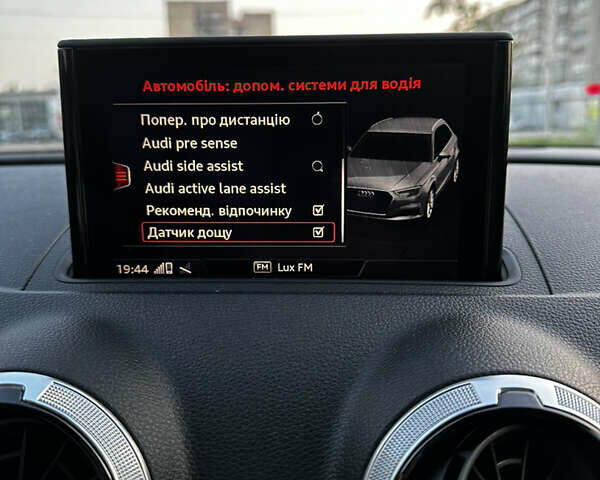 Автомобіль: допом. системи для водія
Попер. про дистанцію
Audi pre sense
Audi side assist
Audi active lane assist
Рекоменд. відпочинку
Датчик дощу
19:44 FM Lux FM